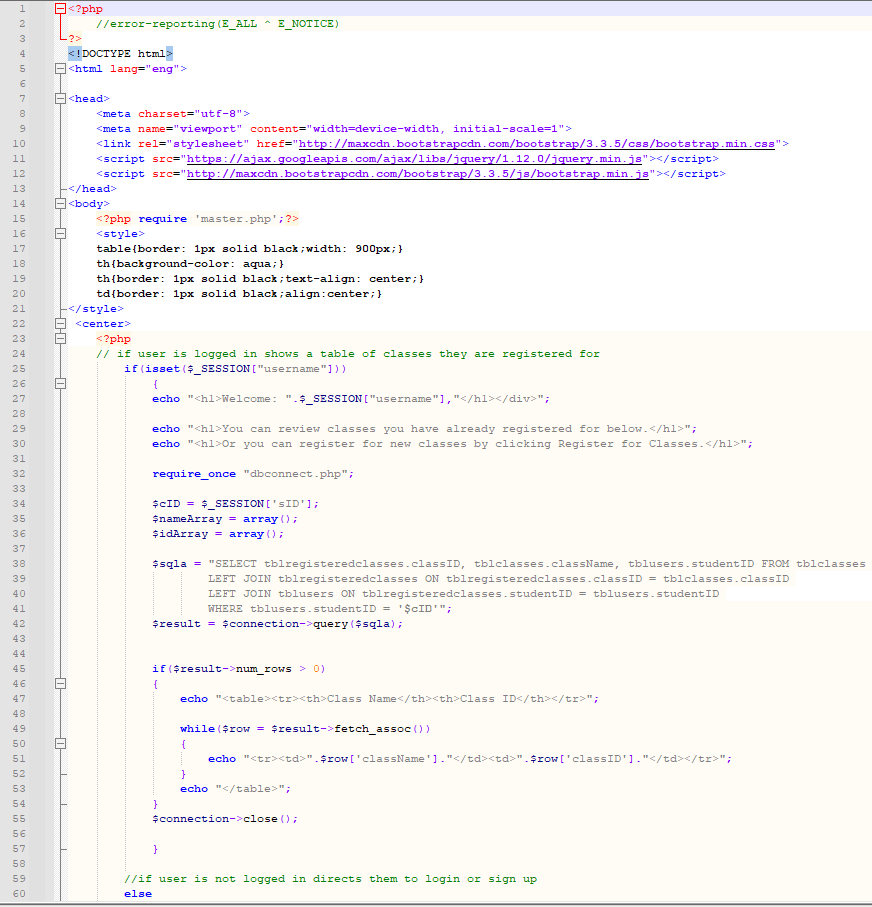 1 <?php
2 //error-reporting(E_ALL ^ E_NOTICE)
3 ?>
4 <!DOCTYPE html>
5 <html lang="eng">
6
7 <head>
8 <meta charset="utf-8">
9 <meta name="viewport" content="width=device-width, initial-scale=1">
10 <link rel="stylesheet" href="http://maxcdn.bootstrapcdn.com/bootstrap/3.3.5/css/bootstrap.min.css">
11 <script src="https://ajax.googleapis.com/ajax/libs/jquery/1.12.0/jquery.min.js"></script>
12 <script src="http://maxcdn.bootstrapcdn.com/bootstrap/3.3.5/js/bootstrap.min.js"></script>
13 </head>
14 <body>
15 <?php require 'master.php';?>
16 <style>
17 table{border: 1px solid black;width: 900px;}
18 th{background-color: aqua;}
19 th{border: 1px solid black;text-align: center;}
20 td{border: 1px solid black;align:center;}
21 </style>
22 <center>
23 <?php
24 // if user is logged in shows a table of classes they are registered for
25 if(isset($_SESSION["username"]))
26 {
27 echo "<h1>Welcome: ".$_SESSION["username"],"</h1></div>";
28
29 echo "<h1>You can review classes you have already registered for below.</h1>";
30 echo "<h1>Or you can register for new classes by clicking Register for Classes.</h1>";
31
32 require_once "dbconnect.php";
33
34 $cID = $_SESSION['sID'];
35 $nameArray = array();
36 $idArray = array();
37
38 $sqla = "SELECT tblregisteredclasses.classID, tblclasses.className, tblusers.studentID FROM tblclasses
39 LEFT JOIN tblregisteredclasses ON tblregisteredclasses.classID = tblclasses.classID
40 LEFT JOIN tblusers ON tblregisteredclasses.studentID = tblusers.studentID
41 WHERE tblusers.studentID = '$cID'";
42 $result = $connection->query($sqla);
43
44
45 if($result->num_rows > 0)
46 {
47 echo "<table><tr><th>Class Name</th><th>Class ID</th></tr>";
48
49 while($row = $result->fetch_assoc())
50 {
51 echo "<tr><td>".$row['className']."</td><td>".$row['classID']."</td></tr>";
52 }
53 echo "</table>";
54 }
55 $connection->close();
56
57 }
58
59 //if user is not logged in directs them to login or sign up
60 else